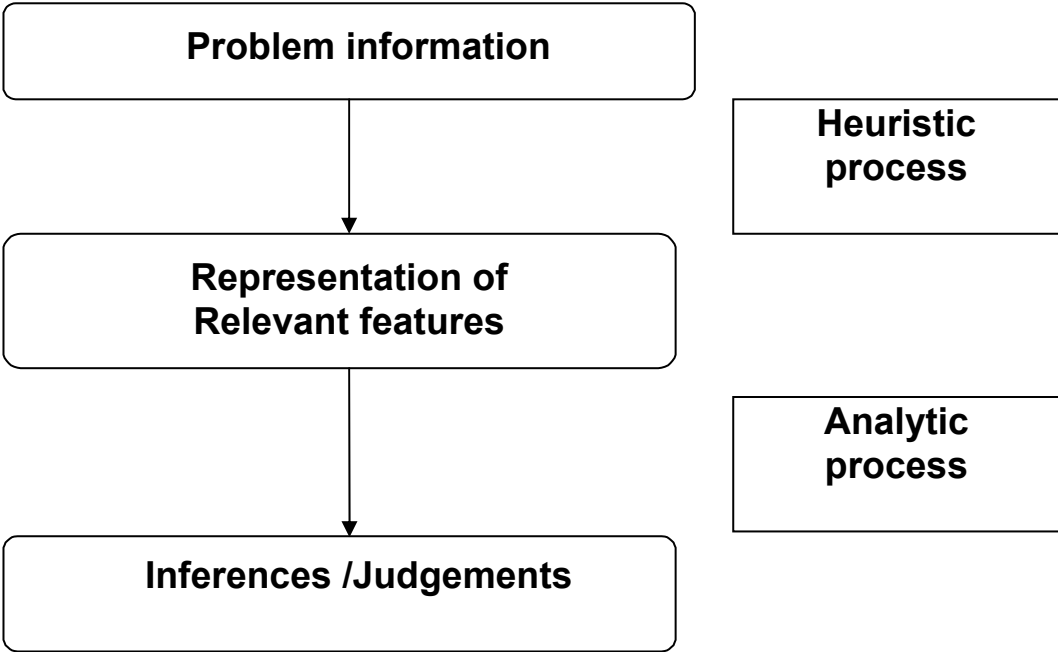 Problem information
Heuristic
process
Representation of
Relevant features
Analytic
process
Inferences /Judgements